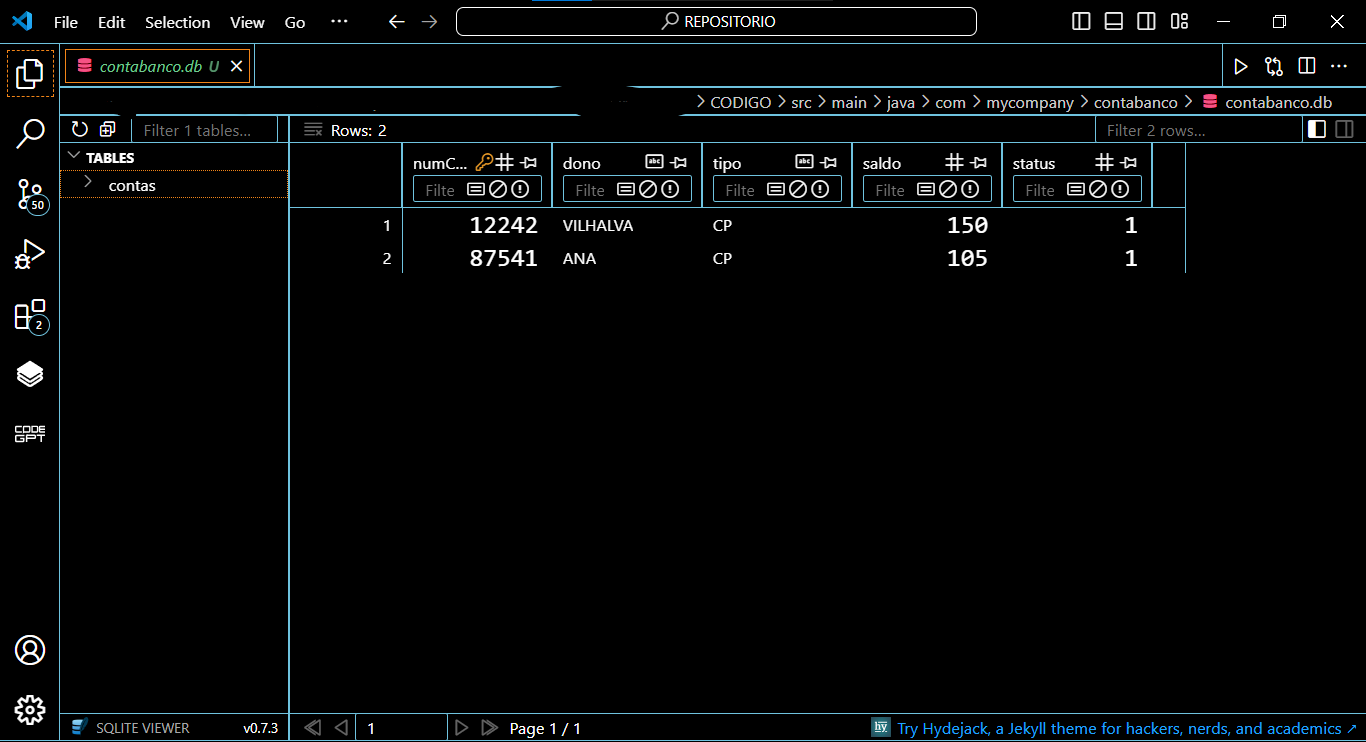 File Edit Selection View Go ··· REPOSITORIO
contabanco.db U
CODIGO > src > main > java > com > mycompany > contabanco > contabanco.db
Filter 1 tables... Rows: 2 Filter 2 rows...
TABLES
contas
numC... dono tipo saldo status
Filte Filte Filte Filte Filte
1 12242 VILHALVA CP 150 1
2 87541 ANA CP 105 1
50
2
CODE
GPT
SQLITE VIEWER v0.7.3 1 Page 1 / 1 hy Try Hydejack, a Jekyll theme for hackers, nerds, and academics ↗